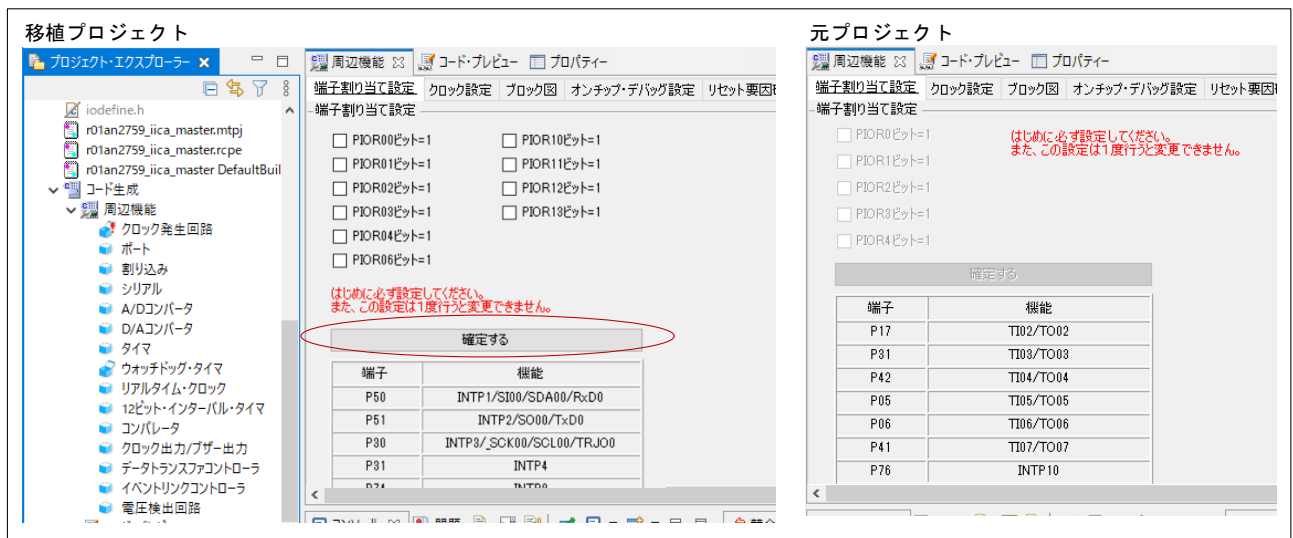 移植プロジェクト
プロジェクト・エクスプローラー
iodefine.h
r01an2759_iica_master.mtpj
r01an2759_iica_master.rcpe
r01an2759_iica_master DefaultBuil
コード生成
周辺機能
クロック発生回路
ポート
割り込み
シリアル
A/Dコンバータ
D/Aコンバータ
タイマ
ウォッチドッグ・タイマ
リアルタイム・クロック
12ビット・インターバル・タイマ
コンパレータ
クロック出力/ブザー出力
データトランスファコントローラ
イベントリンクコントローラ
電圧検出回路
周辺機能 コード・プレビュー プロパティー
端子割り当て設定 クロック設定 ブロック図 オンチップ・デバッグ設定 リセット要因
端子割り当て設定
PIOR00ビット=1 PIOR10ビット=1
PIOR01ビット=1 PIOR11ビット=1
PIOR02ビット=1 PIOR12ビット=1
PIOR03ビット=1 PIOR13ビット=1
PIOR04ビット=1
PIOR06ビット=1
はじめに必ず設定してください。
また、この設定は1度行うと変更できません。
確定する
端子 機能
P50 INTP1/SI00/SDA00/RxD0
P51 INTP2/SO00/TxD0
P30 INTP3/_SCK00/SCL00/TRJO0
P31 INTP4
元プロジェクト
周辺機能 コード・プレビュー プロパティー
端子割り当て設定 クロック設定 ブロック図 オンチップ・デバッグ設定 リセット要因
端子割り当て設定
PIOR0ビット=1
PIOR1ビット=1
PIOR2ビット=1
PIOR3ビット=1
PIOR4ビット=1
はじめに必ず設定してください。
また、この設定は1度行うと変更できません。
確定する
端子 機能
P17 TI02/TO02
P31 TI03/TO03
P42 TI04/TO04
P05 TI05/TO05
P06 TI06/TO06
P41 TI07/TO07
P76 INTP10